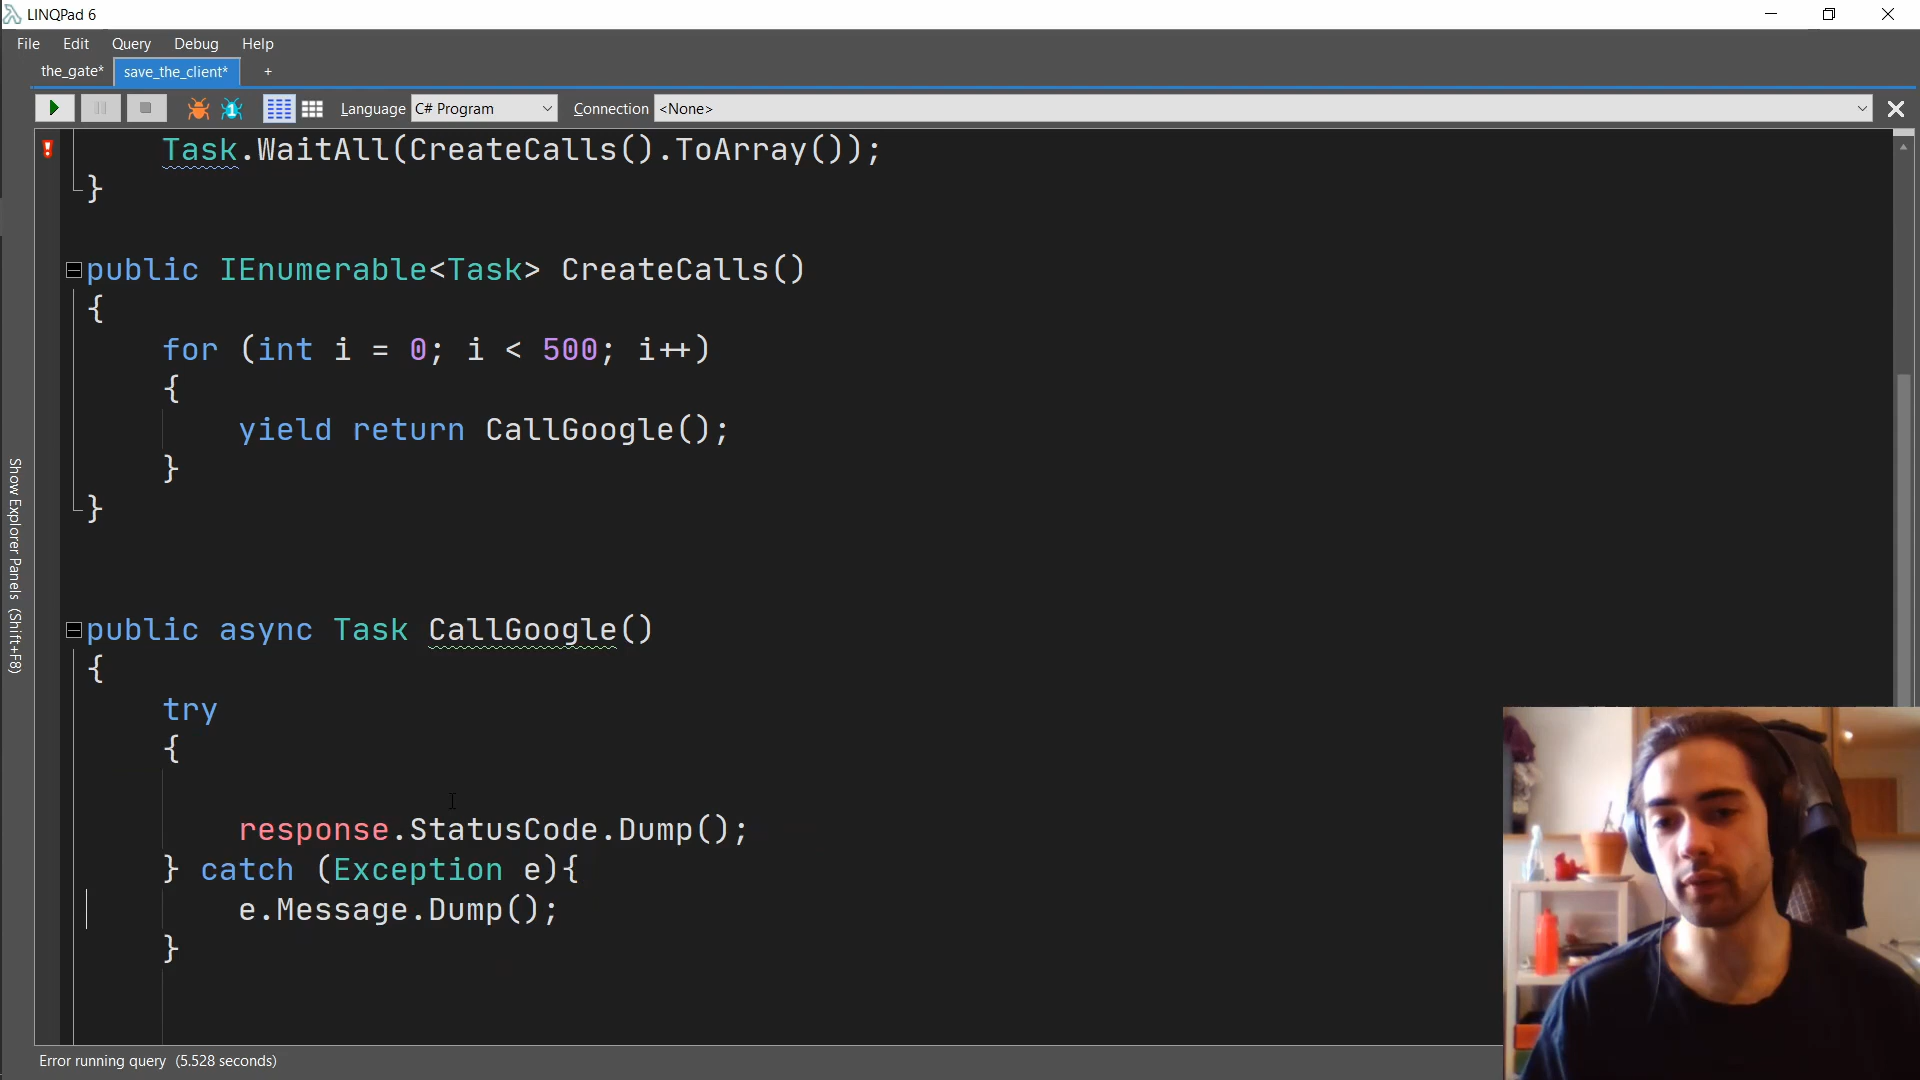 LINQPad 6
File Edit Query Debug Help
the_gate* save_the_client* +
Language C# Program Connection <None>
Task.WaitAll(CreateCalls().ToArray());
}
public IEnumerable<Task> CreateCalls()
{
for (int i = 0; i < 500; i++)
{
yield return CallGoogle();
}
}
public async Task CallGoogle()
{
try
{
response.StatusCode.Dump();
} catch (Exception e){
e.Message.Dump();
}
Show Explorer Panels (Shift+F8)
Error running query (5.528 seconds)